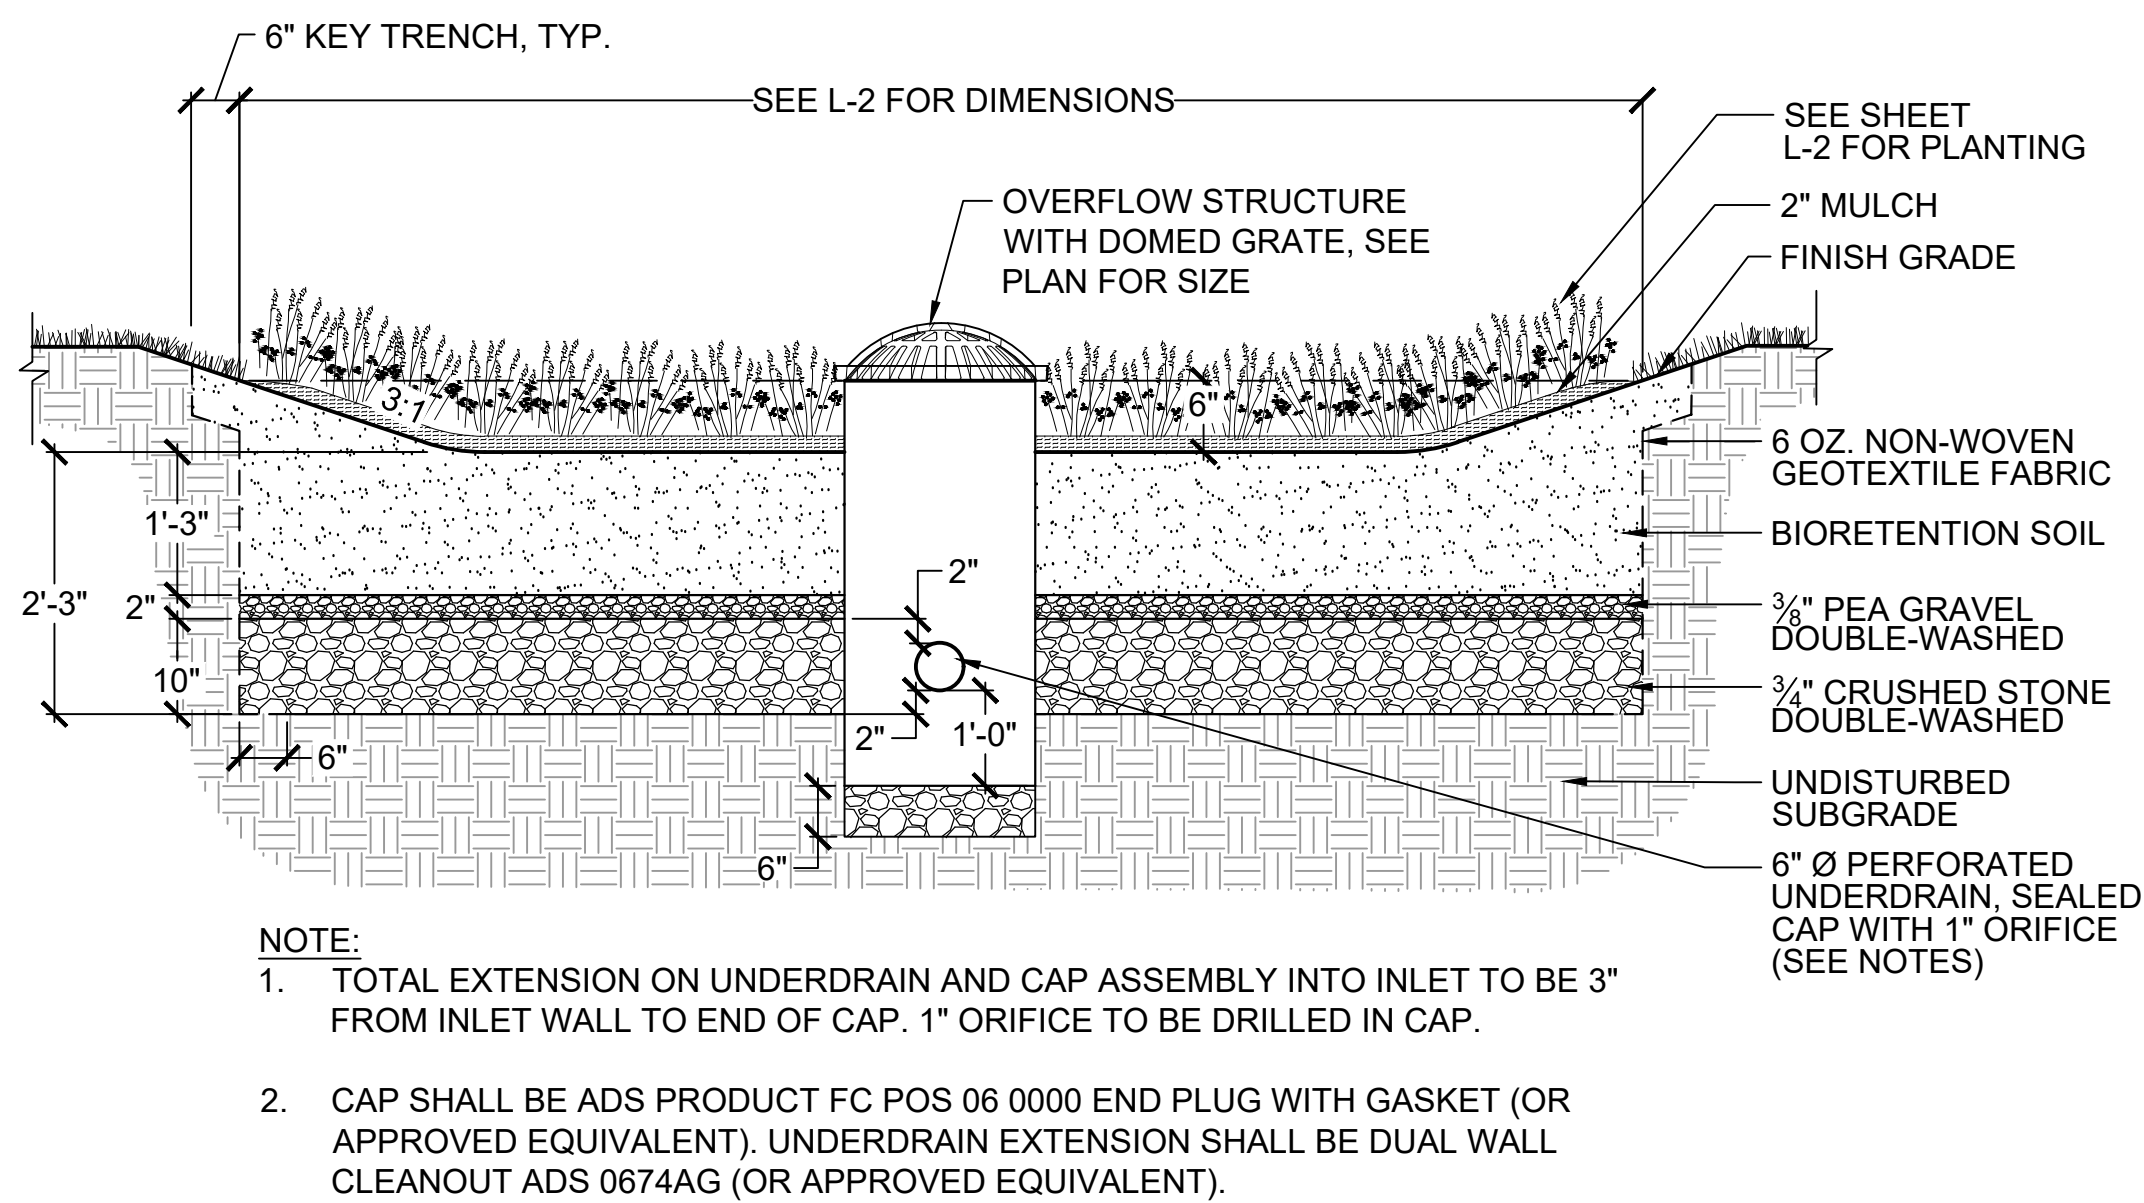 6" KEY TRENCH, TYP.
SEE L-2 FOR DIMENSIONS
SEE SHEET
L-2 FOR PLANTING
OVERFLOW STRUCTURE
WITH DOMED GRATE, SEE
PLAN FOR SIZE
2" MULCH
FINISH GRADE
3:1
6"
6 OZ. NON-WOVEN
GEOTEXTILE FABRIC
1'-3"
BIORETENTION SOIL
2"
2'-3"
2"
⅜" PEA GRAVEL
DOUBLE-WASHED
10"
¾" CRUSHED STONE
DOUBLE-WASHED
2"
1'-0"
6"
UNDISTURBED
SUBGRADE
6"
6" Ø PERFORATED
UNDERDRAIN, SEALED
CAP WITH 1" ORIFICE
(SEE NOTES)
NOTE:
1. TOTAL EXTENSION ON UNDERDRAIN AND CAP ASSEMBLY INTO INLET TO BE 3"
FROM INLET WALL TO END OF CAP. 1" ORIFICE TO BE DRILLED IN CAP.
2. CAP SHALL BE ADS PRODUCT FC POS 06 0000 END PLUG WITH GASKET (OR
APPROVED EQUIVALENT). UNDERDRAIN EXTENSION SHALL BE DUAL WALL
CLEANOUT ADS 0674AG (OR APPROVED EQUIVALENT).